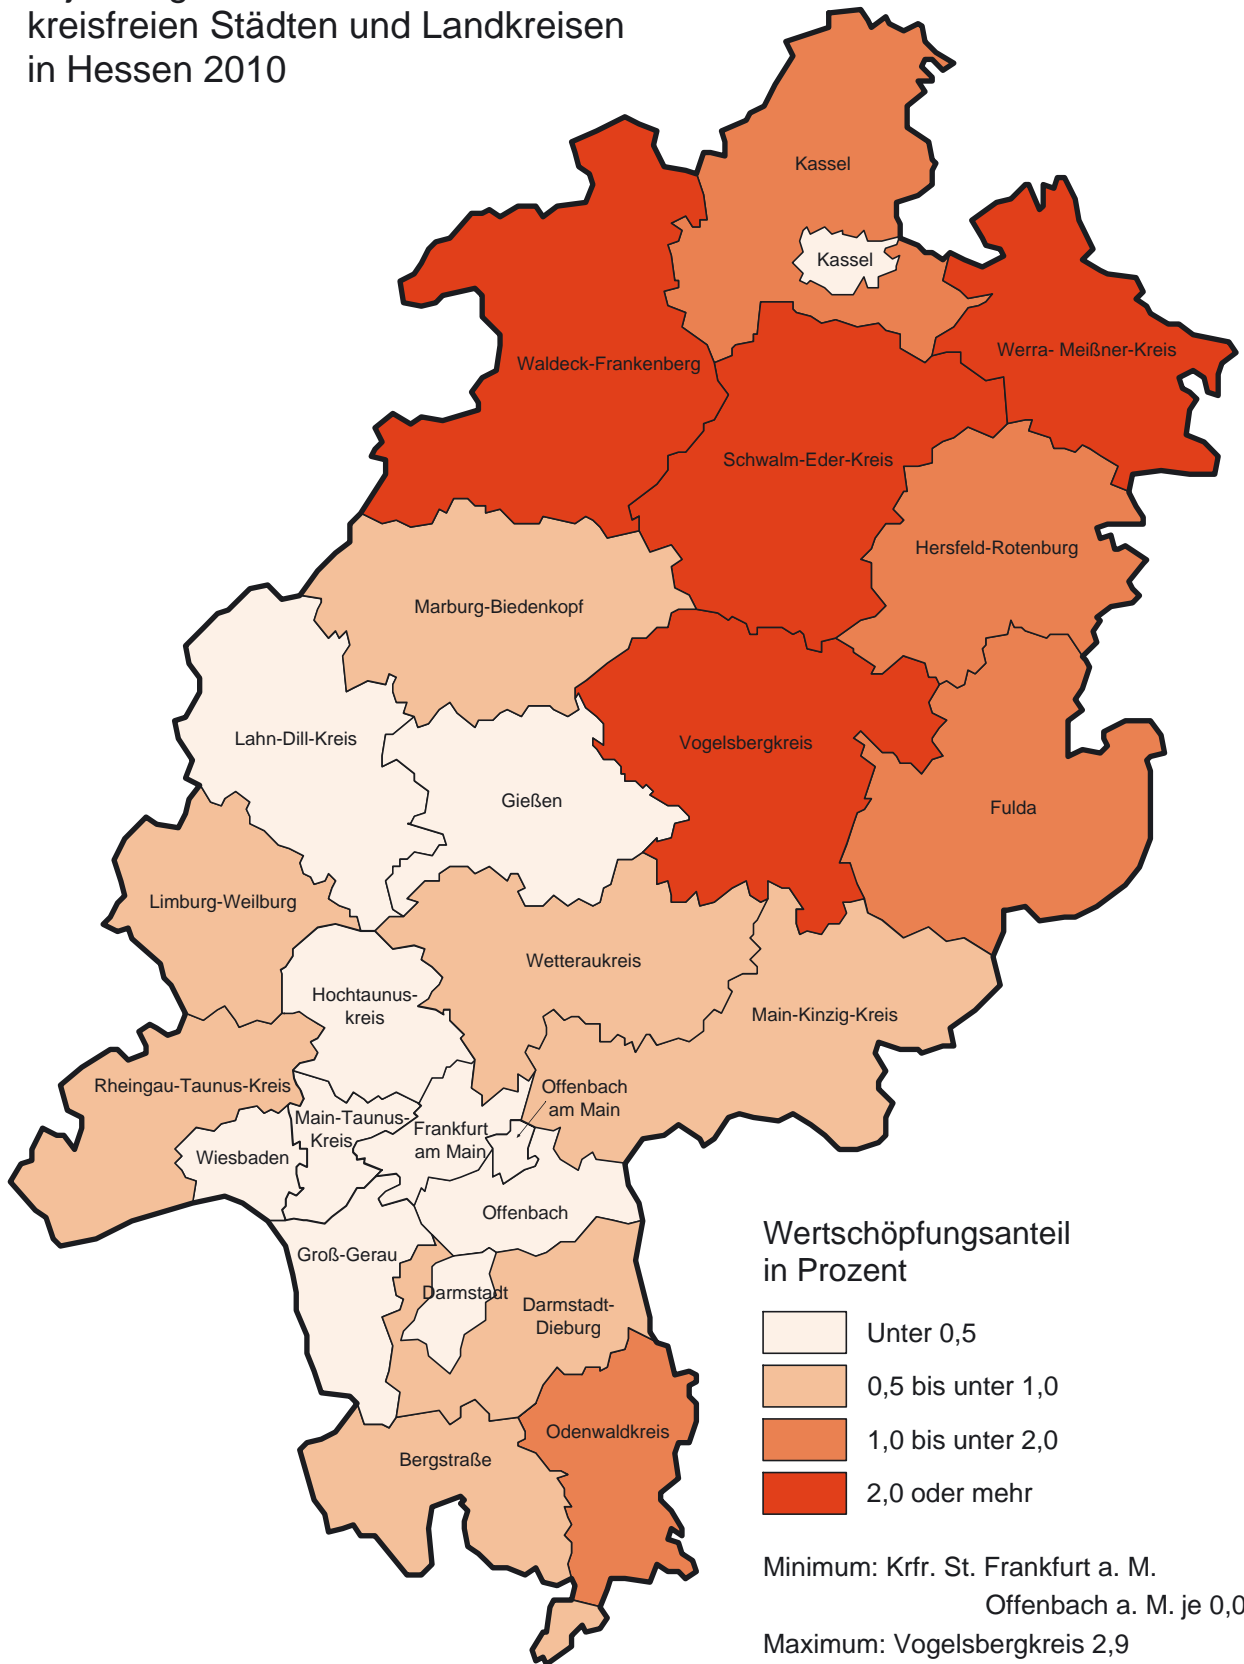 kreisfreien Städten und Landkreisen
in Hessen 2010
Kassel
Kassel
Waldeck-Frankenberg
Werra- Meißner-Kreis
Schwalm-Eder-Kreis
Hersfeld-Rotenburg
Marburg-Biedenkopf
Lahn-Dill-Kreis
Vogelsbergkreis
Gießen
Fulda
Limburg-Weilburg
Wetteraukreis
Hochtaunus-
kreis
Main-Kinzig-Kreis
Rheingau-Taunus-Kreis
Offenbach
am Main
Main-Taunus-
Kreis
Frankfurt
am Main
Wiesbaden
Offenbach
Groß-Gerau
Darmstadt
Darmstadt-
Dieburg
Odenwaldkreis
Bergstraße
Wertschöpfungsanteil
in Prozent
Unter 0,5
0,5 bis unter 1,0
1,0 bis unter 2,0
2,0 oder mehr
Minimum: Krfr. St. Frankfurt a. M.
Offenbach a. M. je 0,0
Maximum: Vogelsbergkreis 2,9